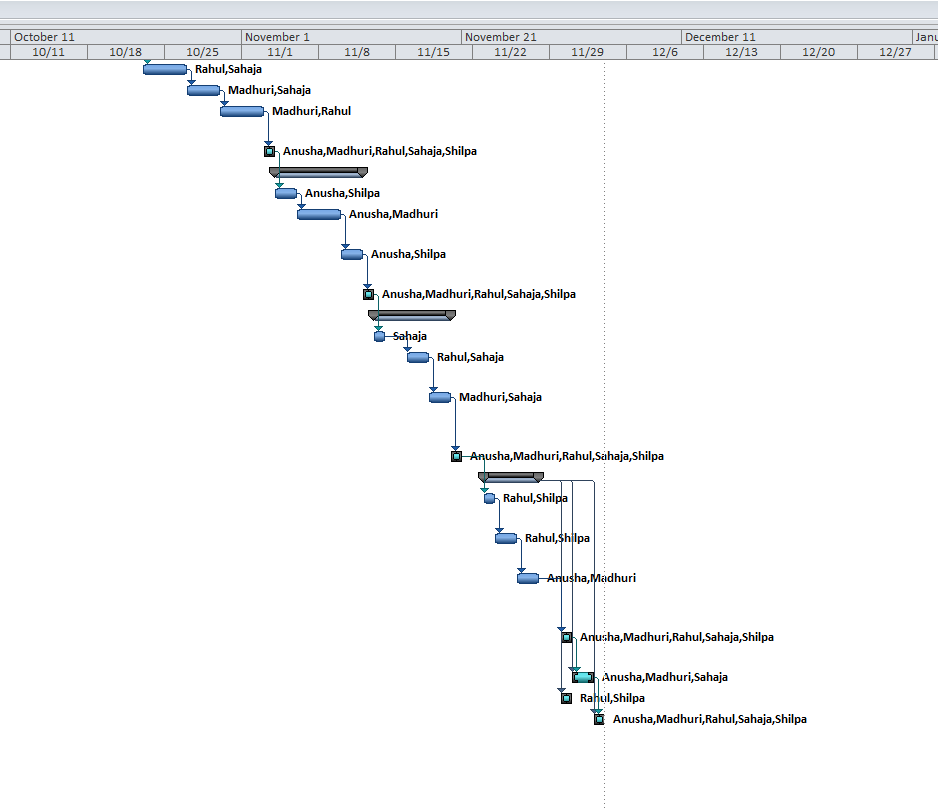 October 11 November 1 November 21 December 11 Janu
10/11 10/18 10/25 11/1 11/8 11/15 11/22 11/29 12/6 12/13 12/20 12/27
Rahul,Sahaja
Madhuri,Sahaja
Madhuri,Rahul
Anusha,Madhuri,Rahul,Sahaja,Shilpa
Anusha,Shilpa
Anusha,Madhuri
Anusha,Shilpa
Anusha,Madhuri,Rahul,Sahaja,Shilpa
Sahaja
Rahul,Sahaja
Madhuri,Sahaja
Anusha,Madhuri,Rahul,Sahaja,Shilpa
Rahul,Shilpa
Rahul,Shilpa
Anusha,Madhuri
Anusha,Madhuri,Rahul,Sahaja,Shilpa
Anusha,Madhuri,Sahaja
Rahul,Shilpa
Anusha,Madhuri,Rahul,Sahaja,Shilpa